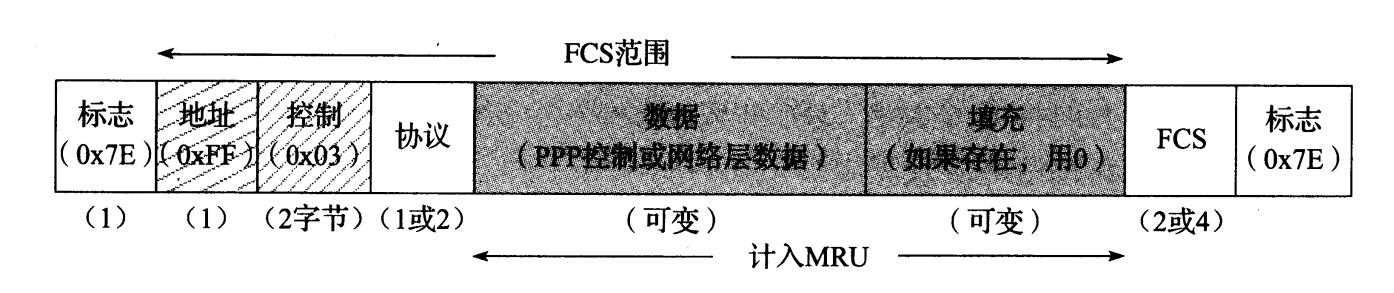 FCS范围
标志 地址 控制 协议 数据 填充 FCS 标志
(0x7E) (0xFF) (0x03) (PPP控制或网络层数据) (如果存在，用0) (0x7E)
(1) (1) (2字节) (1或2) (可变) (可变) (2或4)
计入MRU